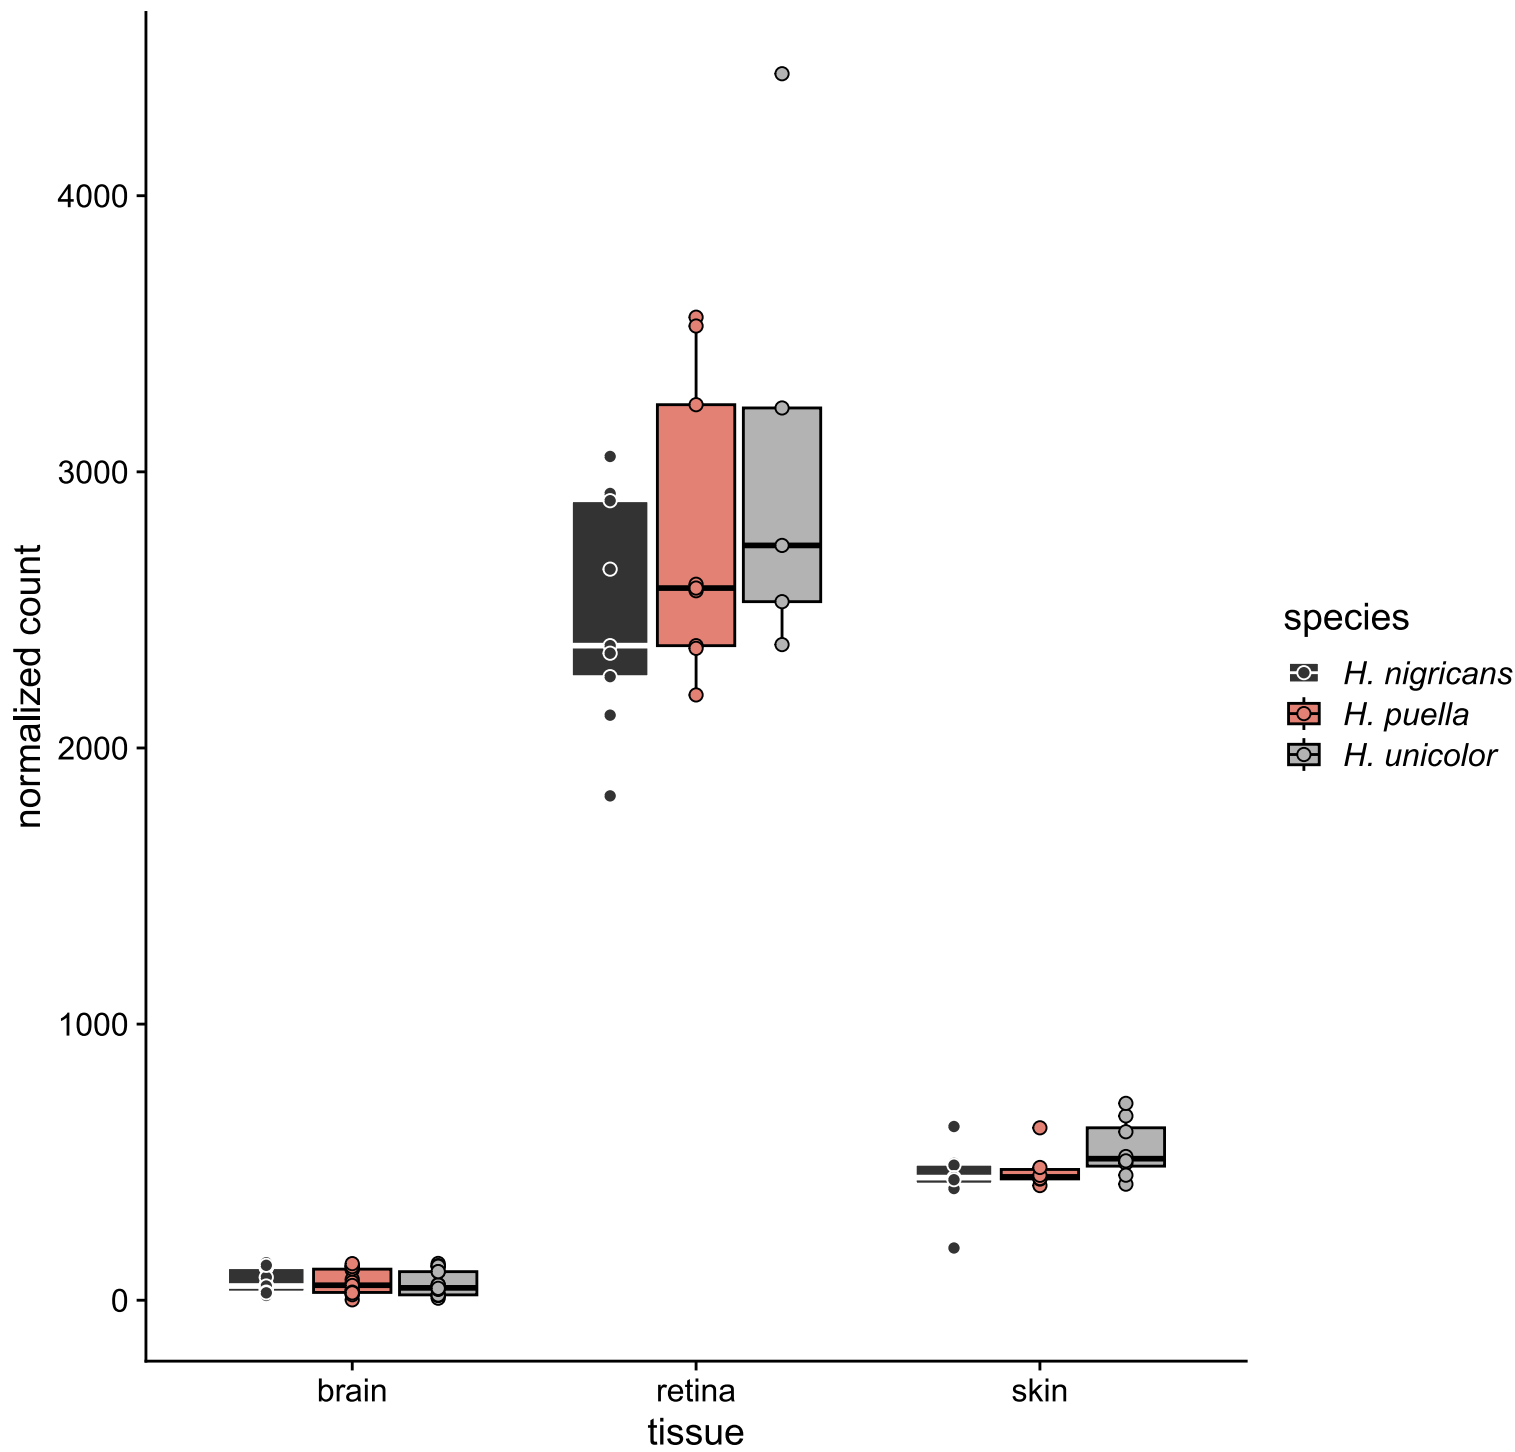 4000
3000
2000
1000
0
normalized count
brain
retina
skin
tissue
species
H. nigricans
H. puella
H. unicolor